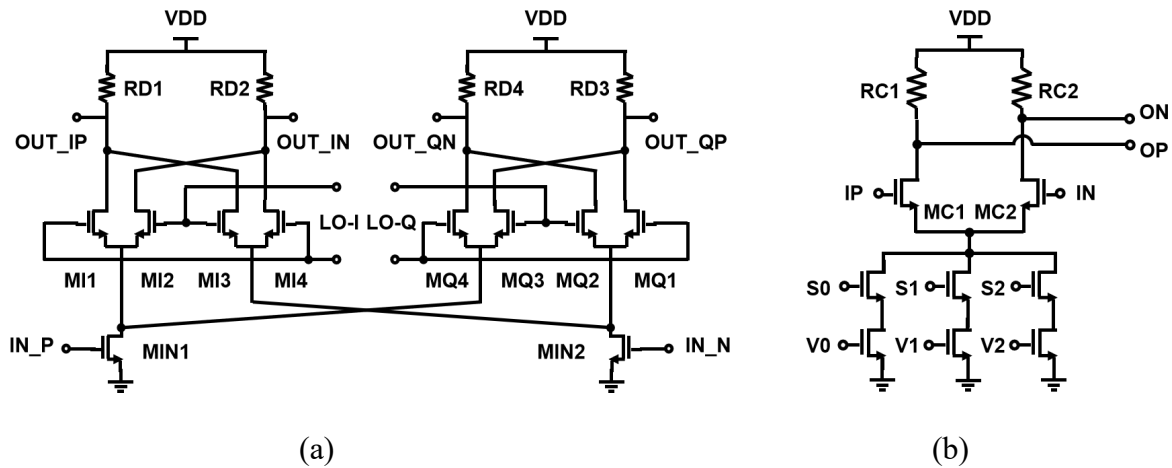 VDD VDD VDD
RD1 RD2 RD4 RD3 RC1 RC2
OUT_IP OUT_IN OUT_QN OUT_QP ON
OP
IP MC1 MC2 IN
LO-I LO-Q
MI1 MI2 MI3 MI4 MQ4 MQ3 MQ2 MQ1
S0 S1 S2
IN_P MIN1 MIN2 IN_N V0 V1 V2
(a) (b)